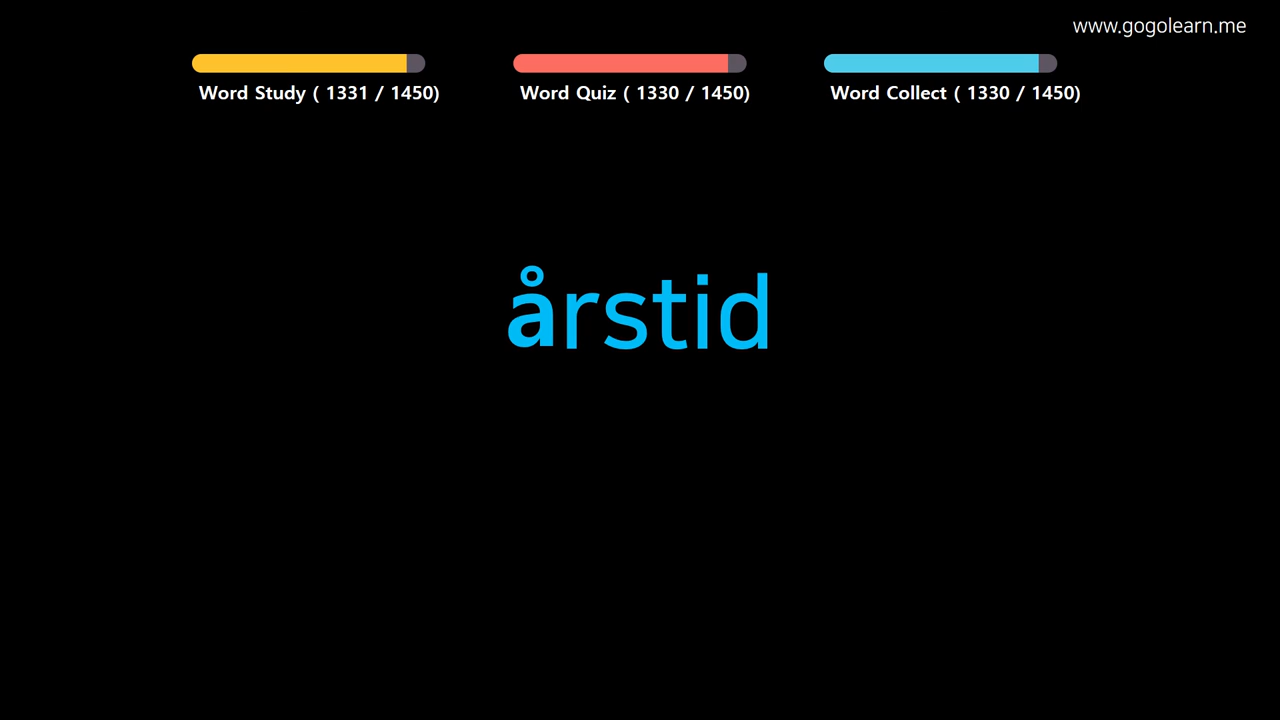 www.gogolearn.me
Word Study ( 1331 / 1450)
Word Quiz ( 1330 / 1450)
Word Collect ( 1330 / 1450)
årstid